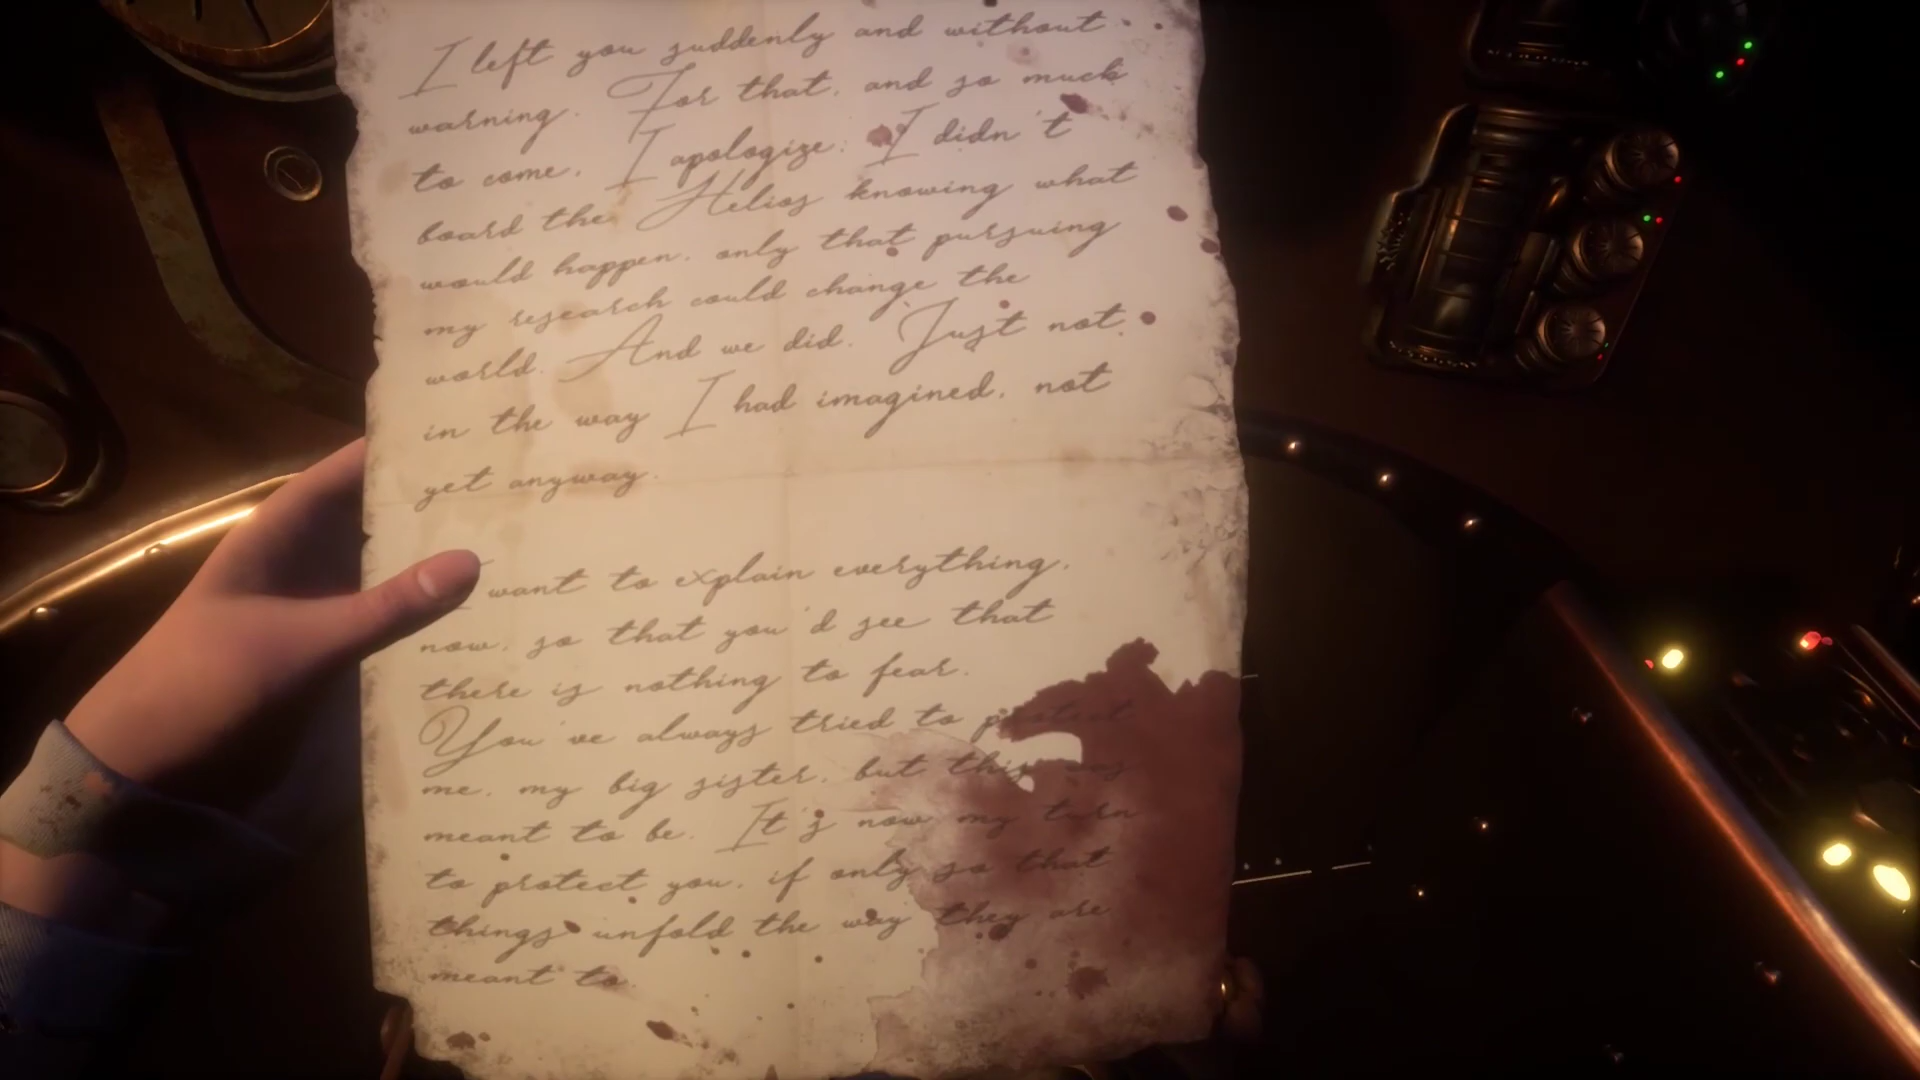 I left you suddenly and without
warning. For that, and so much
to come, I apologize. I didn't
board the Helios knowing what
would happen, only that pursuing
my research could change the
world. And we did. Just not
in the way I had imagined, not
yet anyway.
want to explain everything,
now, so that you'd see that
there is nothing to fear.
You've always tried to protect
me, my big sister, but this was
meant to be. It's now my turn
to protect you, if only so that
things unfold the way they are
meant to.